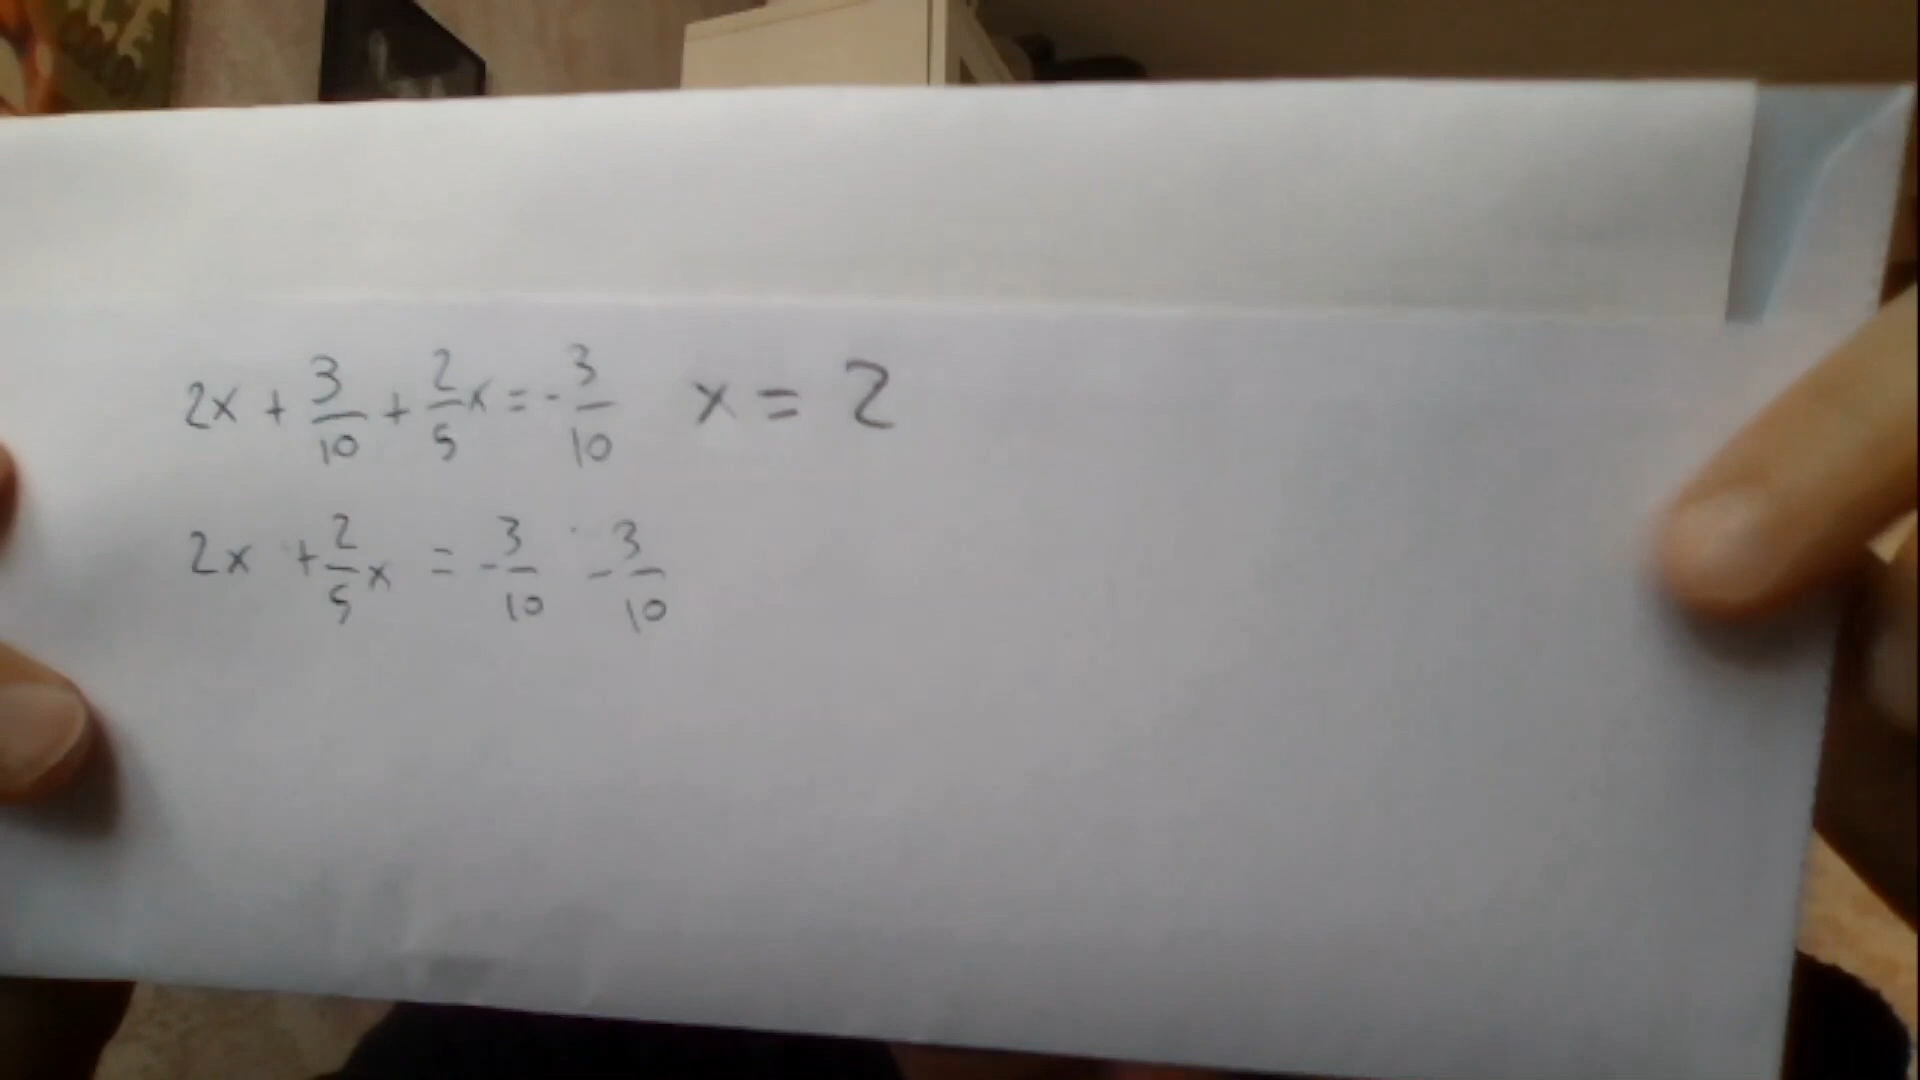 2x + 3/10 + 2/5x = -3/10 x = 2
2x + 2/5x = -3/10 -3/10